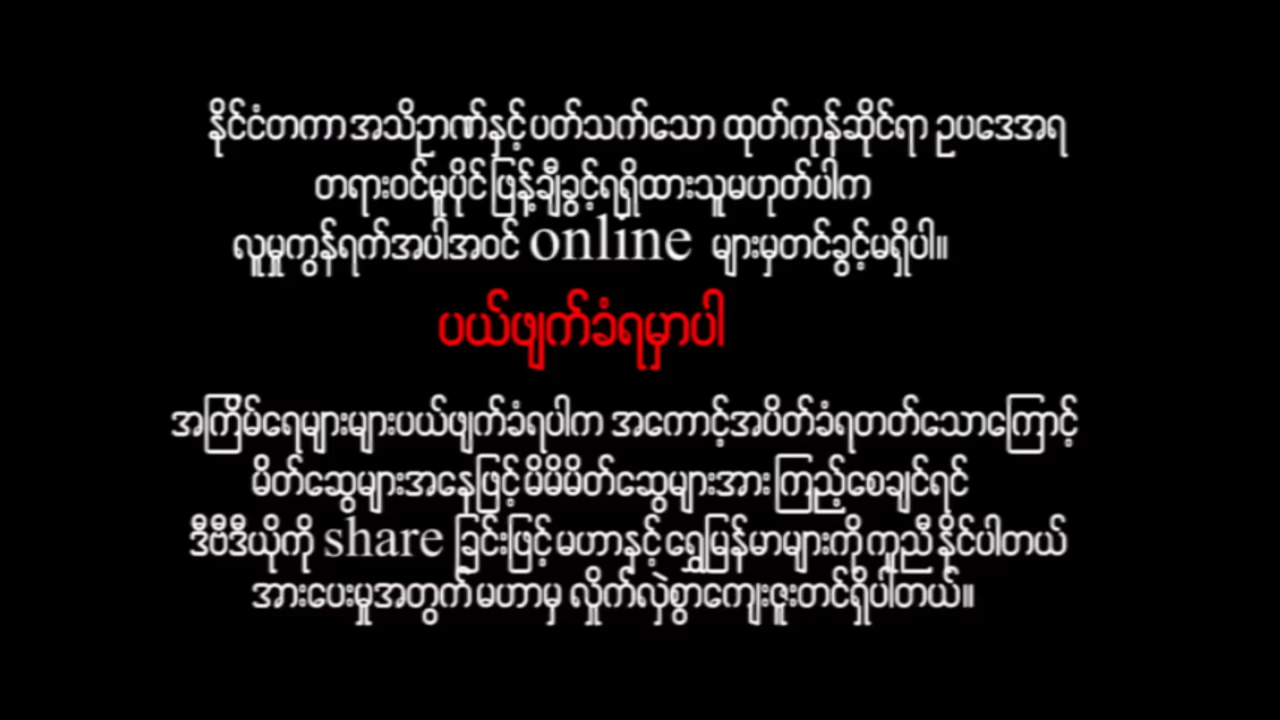 နိုင်ငံတကာအသိဉာဏ်နှင့်ပတ်သက်သော ထုတ်ကုန်ဆိုင်ရာ ဥပဒေအရ
တရားဝင်မူပိုင်ဖြန့်ချီခွင့်ရရှိထားသူမဟုတ်ပါက
လူမှုကွန်ရက်အပါအဝင် online များမှတင်ခွင့်မရှိပါ။
ပယ်ဖျက်ခံရမှာပါ
အကြိမ်ရေများများပယ်ဖျက်ခံရပါက အကောင့်အပိတ်ခံရတတ်သောကြောင့်
မိတ်ဆွေများအနေဖြင့်မိမိမိတ်ဆွေများအားကြည့်စေချင်ရင်
ဒီဗီဒီယိုကို share ခြင်းဖြင့်မဟာနှင့်ရွှေမြန်မာများကိုကူညီနိုင်ပါတယ်
အားပေးမှုအတွက်မဟာမှ လှိုက်လှဲစွာကျေးဇူးတင်ရှိပါတယ်။